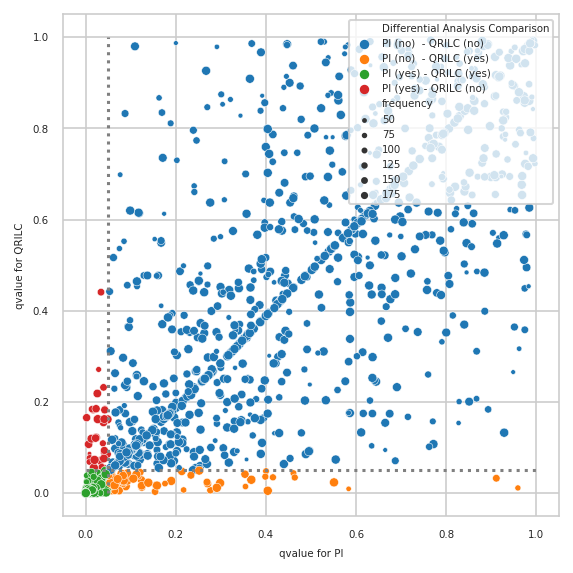 Differential Analysis Comparison
PI (no)  - QRILC (no)
PI (no)  - QRILC (yes)
PI (yes) - QRILC (yes)
PI (yes) - QRILC (no)
frequency
50
75
100
125
150
175
1.0
0.8
0.6
0.4
0.2
0.0
qvalue for QRILC
0.0 0.2 0.4 0.6 0.8 1.0
qvalue for PI